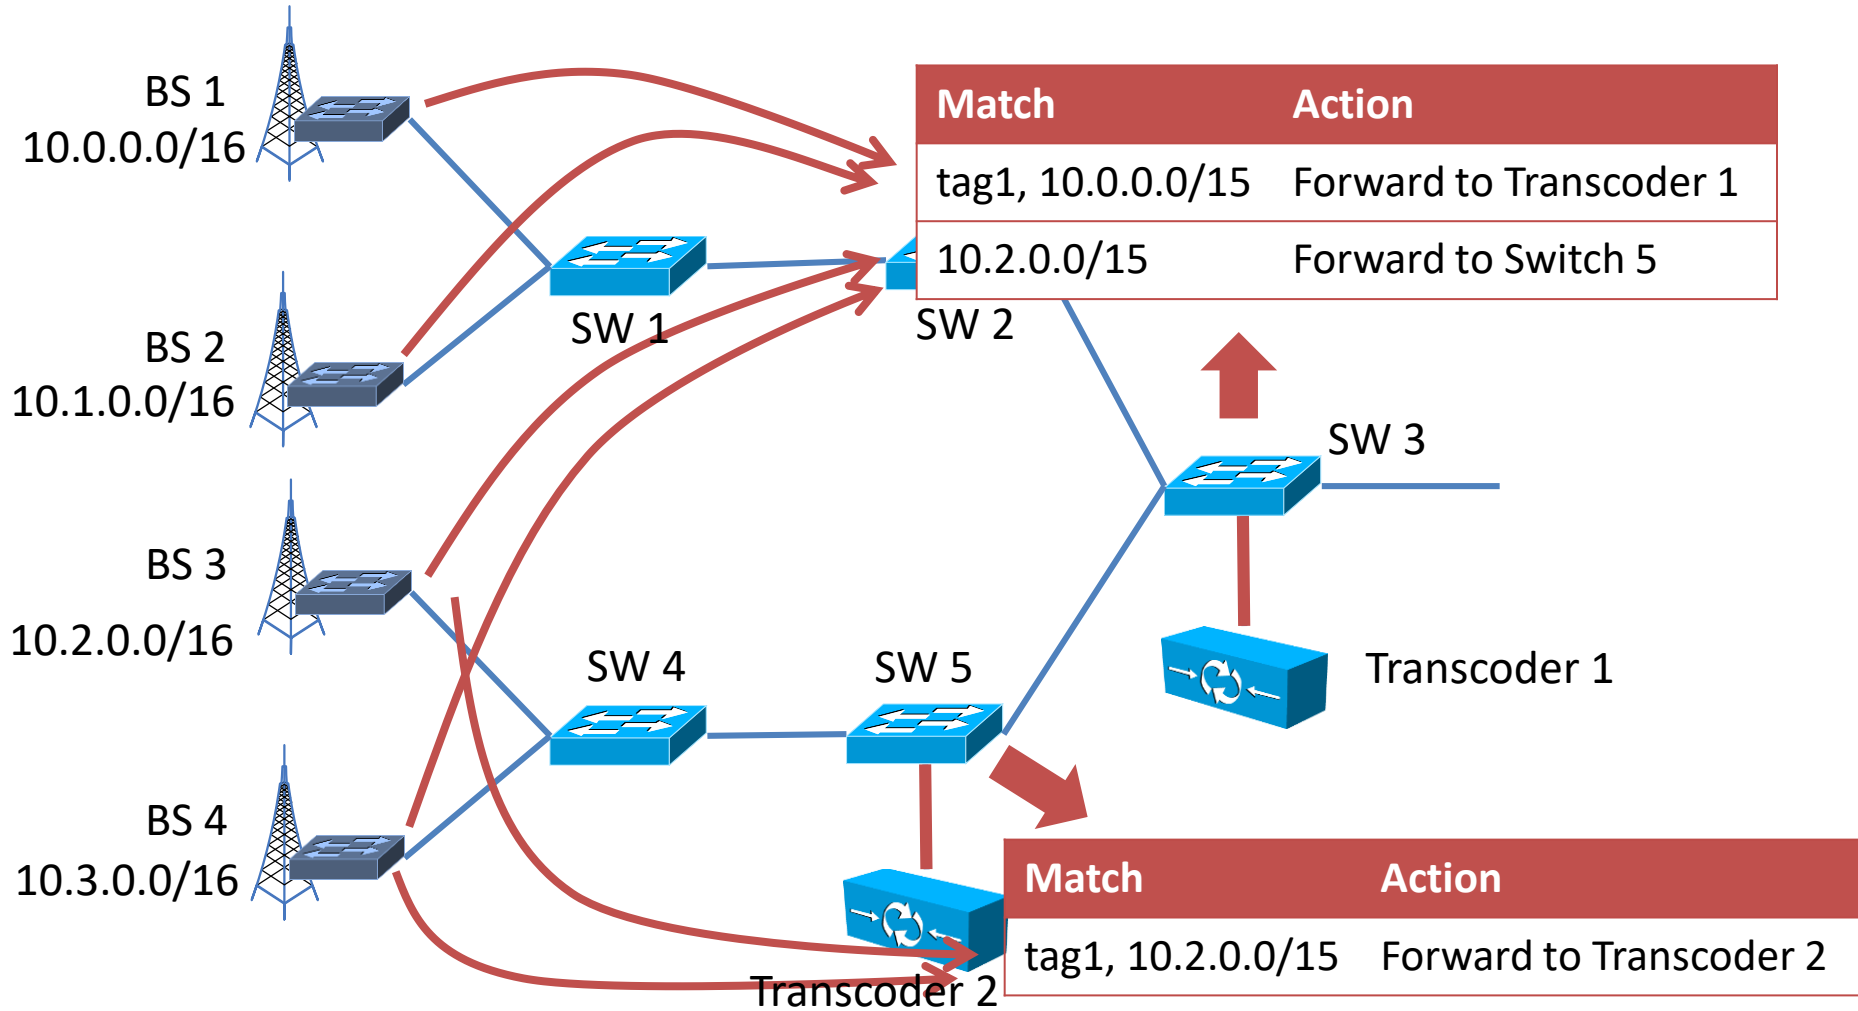 BS 1
10.0.0.0/16
Match Action
tag1, 10.0.0.0/15 Forward to Transcoder 1
10.2.0.0/15 Forward to Switch 5
SW 1
SW 2
BS 2
10.1.0.0/16
SW 3
BS 3
10.2.0.0/16
SW 4
SW 5
Transcoder 1
BS 4
10.3.0.0/16
Match Action
tag1, 10.2.0.0/15 Forward to Transcoder 2
Transcoder 2